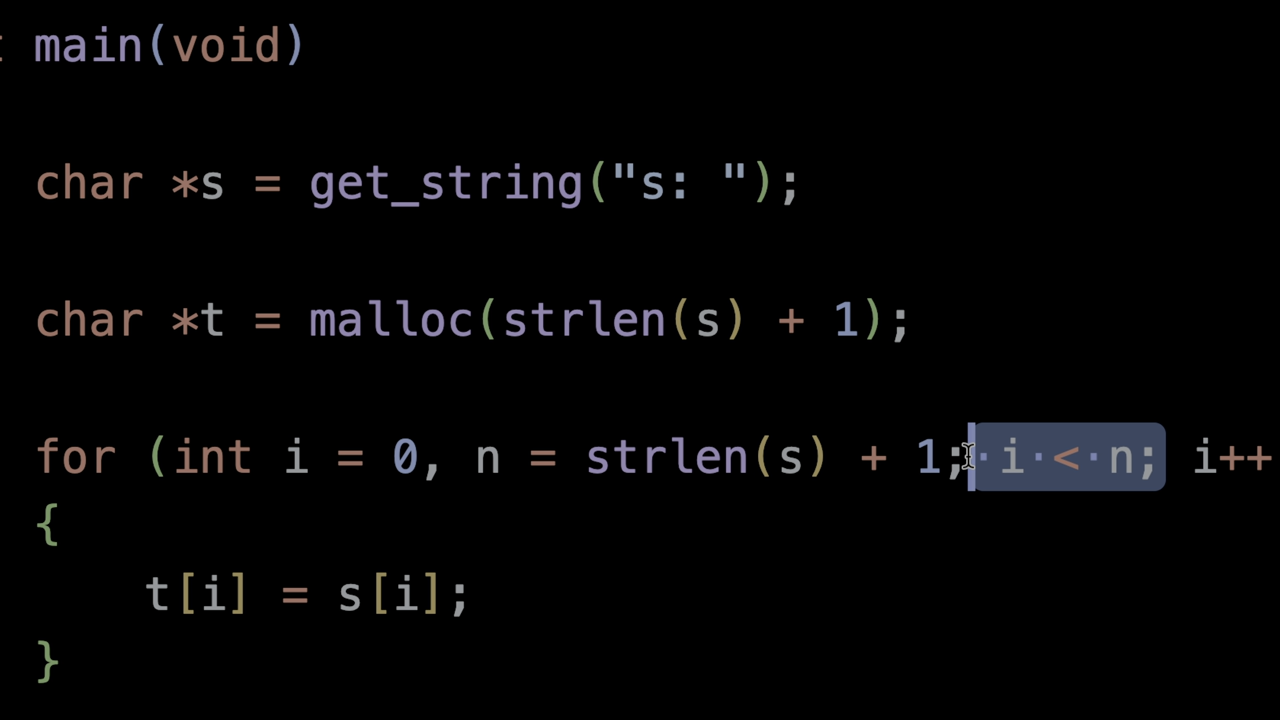 main(void)
char *s = get_string("s: ");
char *t = malloc(strlen(s) + 1);
for (int i = 0, n = strlen(s) + 1; i < n; i++
{
t[i] = s[i];
}